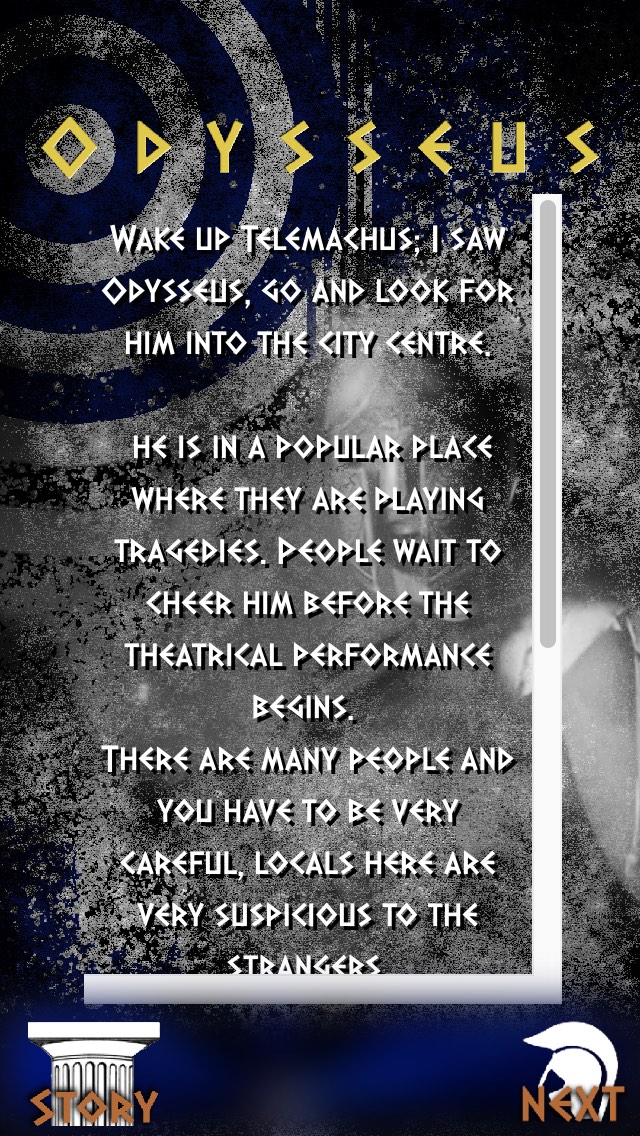 ODYSSEUS
Wake up Telemachus; I saw
Odysseus, go and look for
him into the city centre.
he is in a popular place
where they are playing
tragedies. People wait to
cheer him before the
theatrical performance
begins.
There are many people and
you have to be very
careful, locals here are
very suspicious to the
strangers
STORY
NEXT